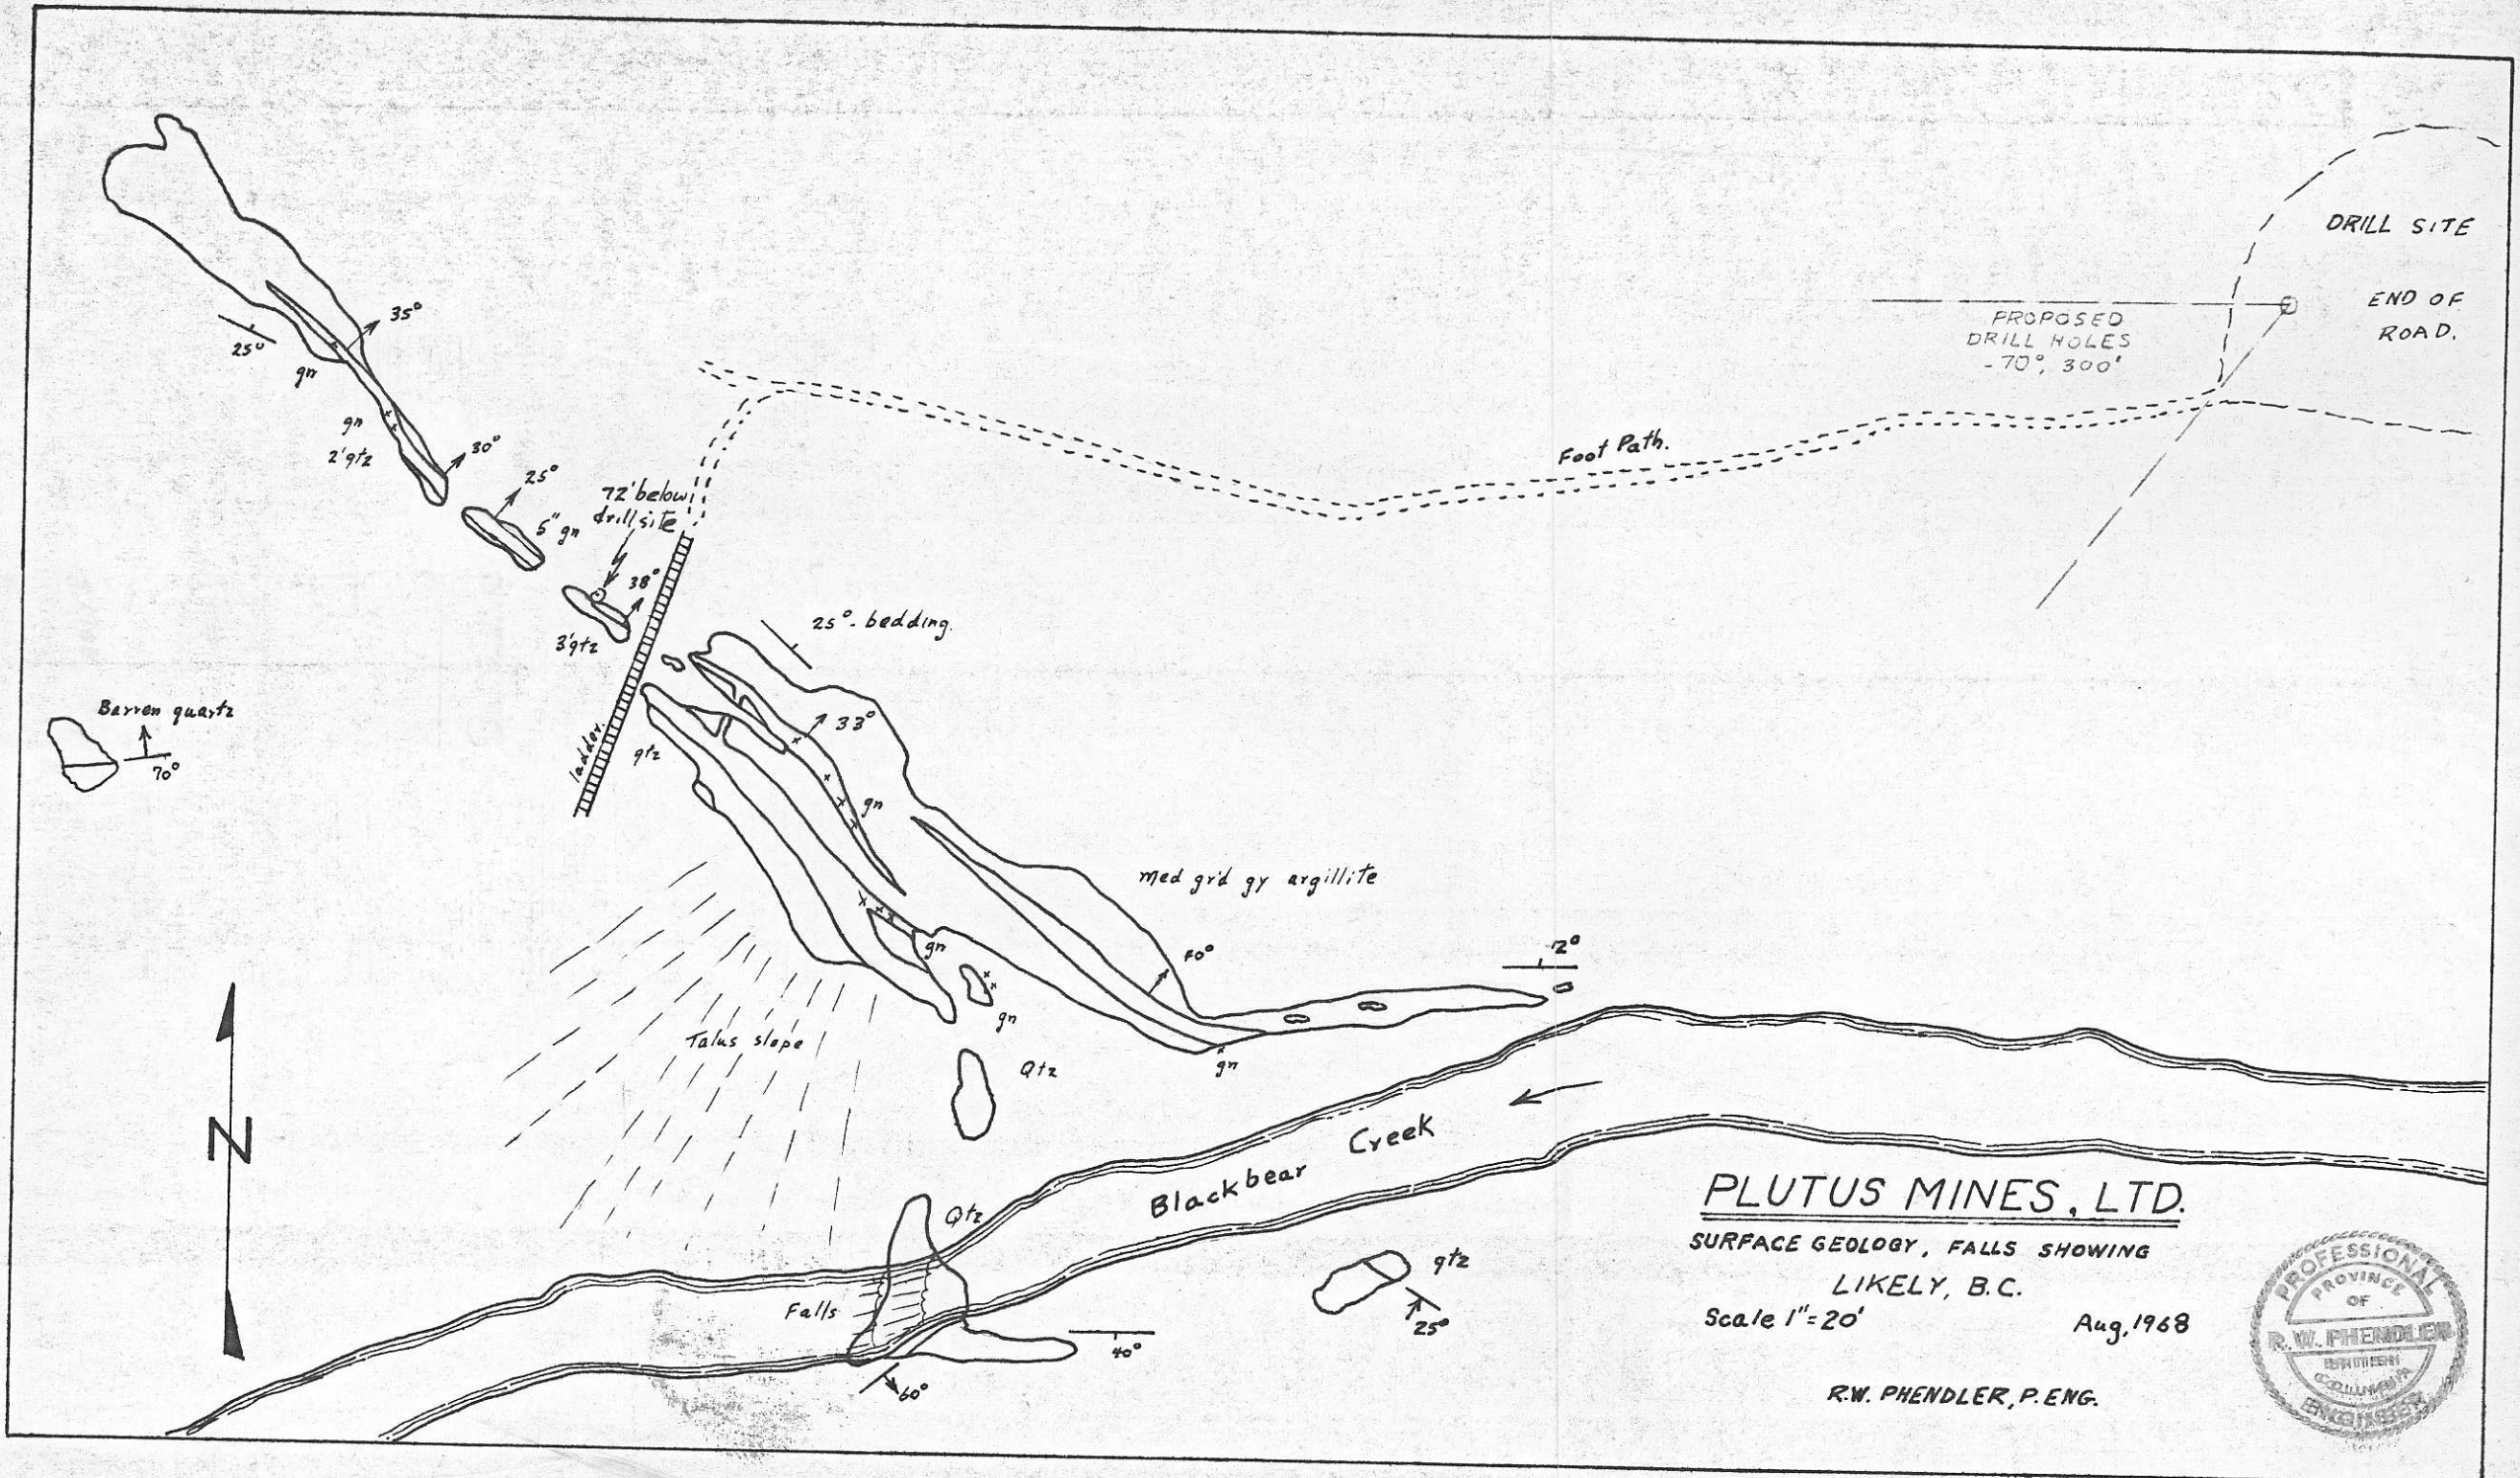 DRILL SITE
END OF
ROAD.
PROPOSED
DRILL HOLES
-70°, 300'
35°
25°
gn
gn
2'qtz
30°
25°
5" gn
72' below
drill site
38°
3'qtz
Foot Path.
25° - bedding.
Barren quartz
70°
ladder.
qtz
33°
gn
med gr'd gy argillite
gn
gn
gn
Talus slope
Qtz
N
Blackbear Creek
Qtz
Falls
60°
40°
qtz
25°
PLUTUS MINES, LTD.
SURFACE GEOLOGY, FALLS SHOWING
LIKELY, B.C.
Scale 1"=20'
Aug, 1968
R.W. PHENDLER, P. ENG.
PROFESSIONAL
PROVINCE
OF
R.W. PHENDLER